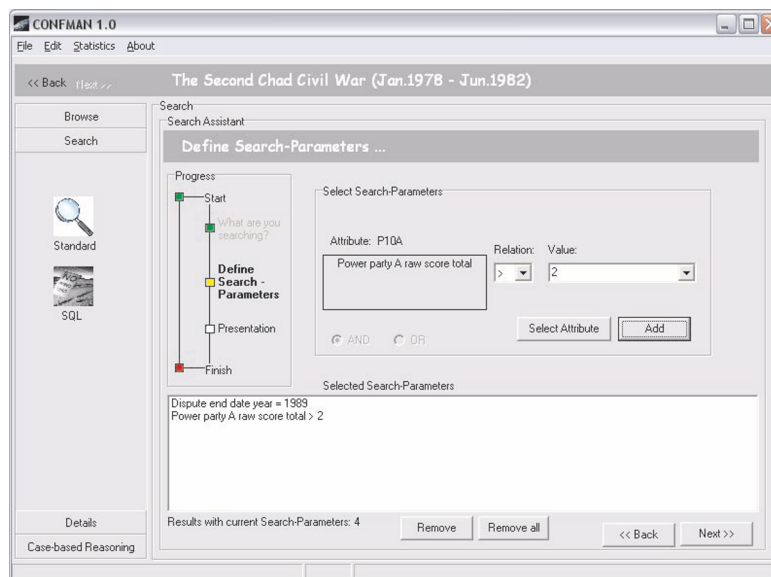 CONFMAN 1.0
File Edit Statistics About
<< Back Next >> The Second Chad Civil War (Jan.1978 - Jun.1982)
Browse
Search
Standard
SQL
Details
Case-based Reasoning
Search
Search Assistant
Define Search-Parameters ...
Progress
Start
What are you
searching?
Define
Search -
Parameters
Presentation
Finish
Select Search-Parameters
Attribute: P10A
Power party A raw score total
Relation: Value:
> 2
AND OR
Select Attribute Add
Selected Search-Parameters
Dispute end date year = 1989
Power party A raw score total > 2
Results with current Search-Parameters: 4
Remove Remove all
<< Back Next >>